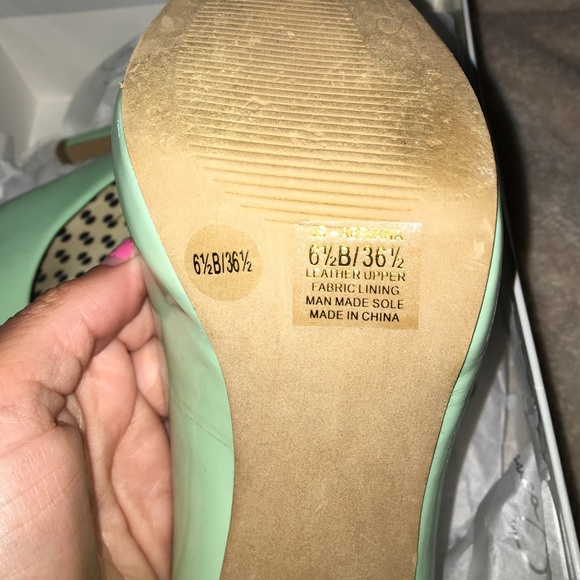 6½B/36½
6½B/36½
LEATHER UPPER
FABRIC LINING
MAN MADE SOLE
MADE IN CHINA